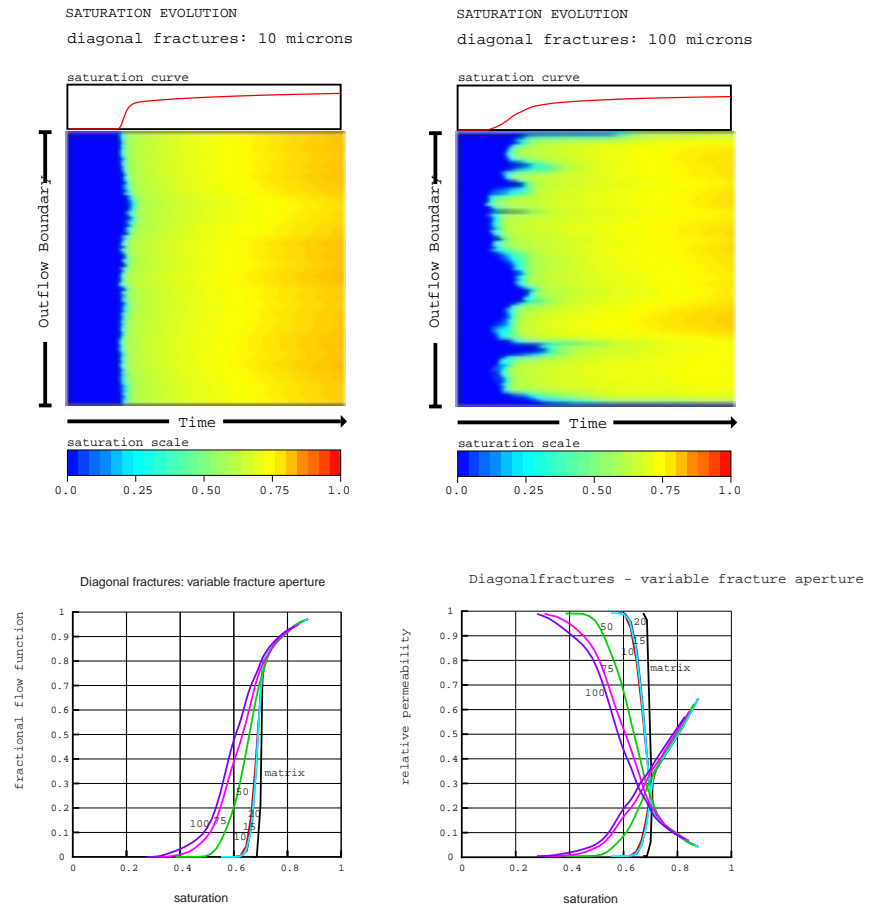 SATURATION EVOLUTION
diagonal fractures: 10 microns
saturation curve
Outflow Boundary
Time
saturation scale
0.0 0.25 0.50 0.75 1.0
SATURATION EVOLUTION
diagonal fractures: 100 microns
saturation curve
Outflow Boundary
Time
saturation scale
0.0 0.25 0.50 0.75 1.0
Diagonal fractures: variable fracture aperture
fractional flow function
1
0.9
0.8
0.7
0.6
0.5
0.4
0.3
0.2
0.1
0
matrix
50
20
100 75
15
10
0 0.2 0.4 0.6 0.8 1
saturation
Diagonalfractures - variable fracture aperture
relative permeability
1
0.9
0.8
0.7
0.6
0.5
0.4
0.3
0.2
0.1
0
20
50
15
10
75
matrix
100
0 0.2 0.4 0.6 0.8 1
saturation